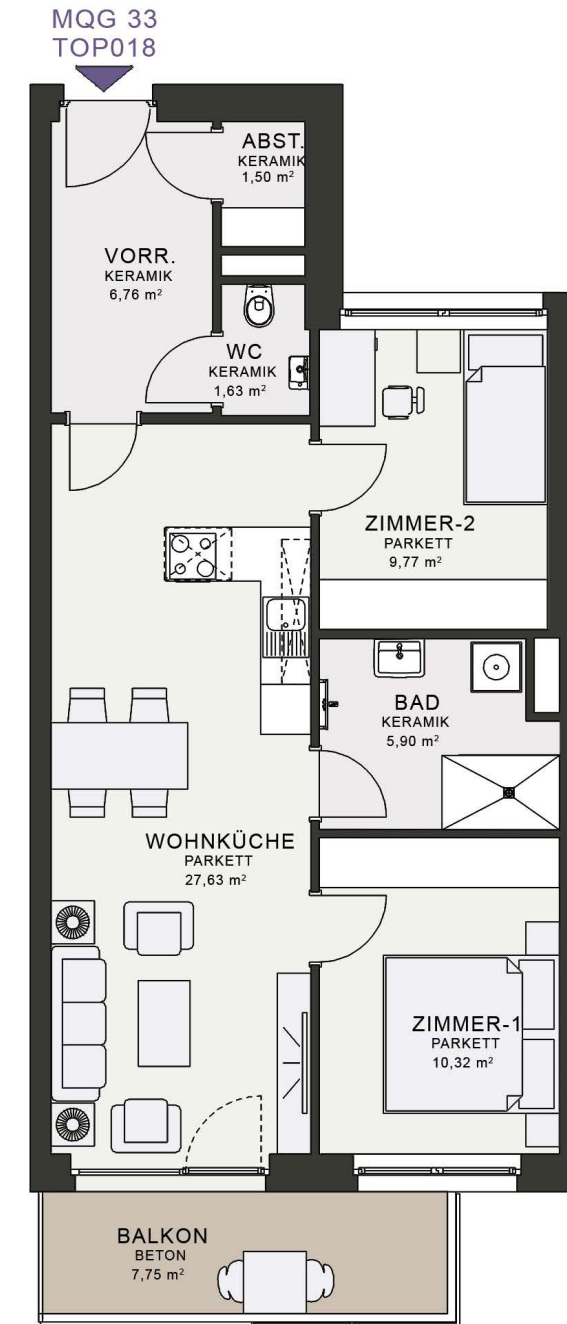 MQG 33
TOP018
ABST.
KERAMIK
1,50 m²
VORR.
KERAMIK
6,76 m²
WC
KERAMIK
1,63 m²
ZIMMER-2
PARKETT
9,77 m²
BAD
KERAMIK
5,90 m²
WOHNKÜCHE
PARKETT
27,63 m²
ZIMMER-1
PARKETT
10,32 m²
BALKON
BETON
7,75 m²